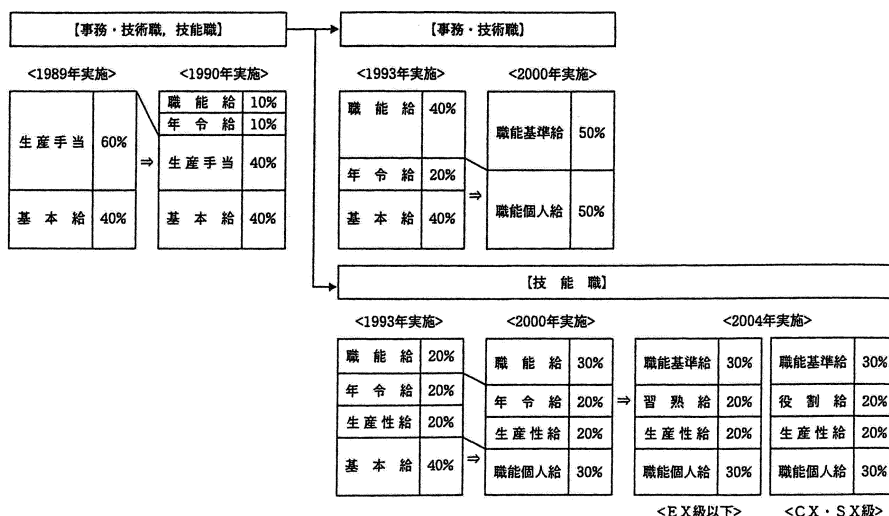 【事務・技術職，技能職】
【事務・技術職】
<1989年実施>
<1990年実施>
生産手当 60%
基本給 40%
⇒
職能給 10%
年令給 10%
生産手当 40%
基本給 40%
<1993年実施>
<2000年実施>
職能給 40%
年令給 20%
基本給 40%
⇒
職能基準給 50%
職能個人給 50%
【技能職】
<1993年実施>
<2000年実施>
<2004年実施>
職能給 20%
年令給 20%
生産性給 20%
基本給 40%
⇒
職能給 30%
年令給 20%
生産性給 20%
職能個人給 30%
⇒
職能基準給 30%
習熟給 20%
生産性給 20%
職能個人給 30%
<EX級以下>
職能基準給 30%
役割給 20%
生産性給 20%
職能個人給 30%
<CX・SX級>